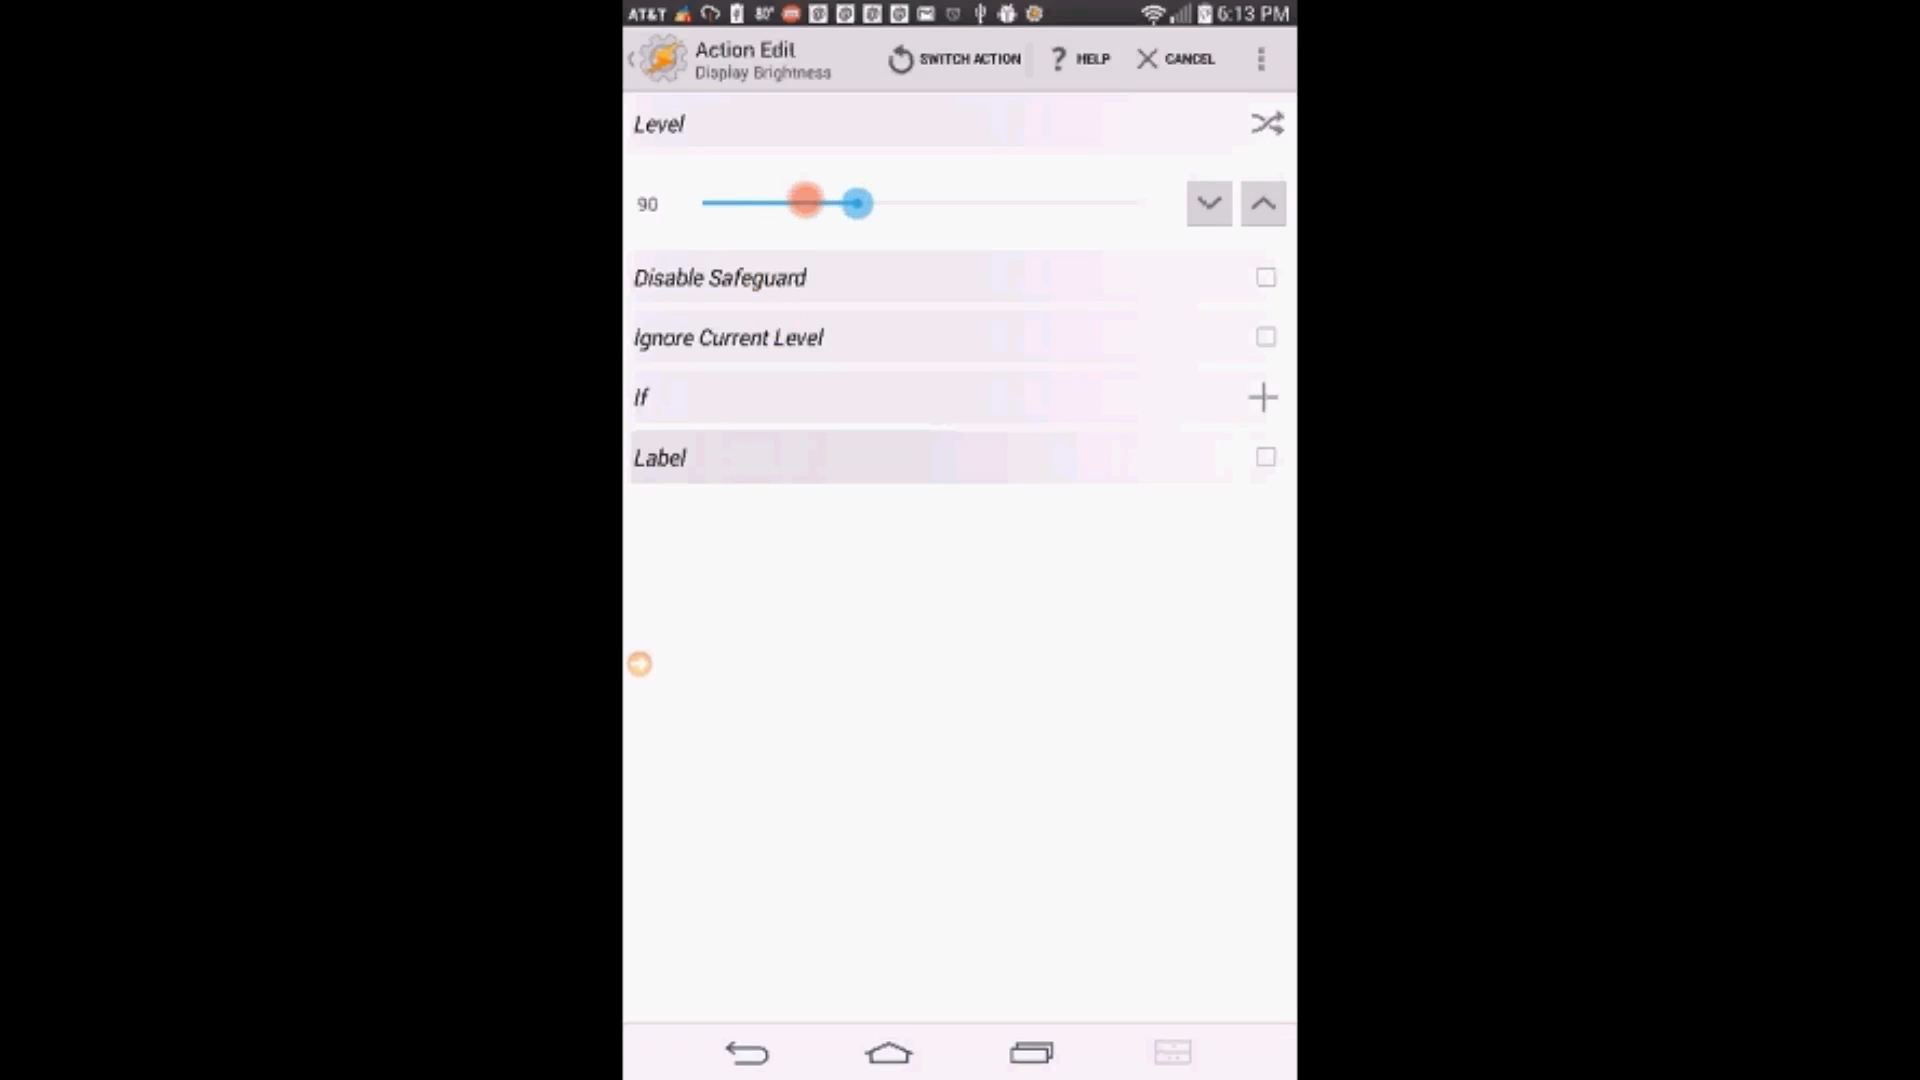 AT&T 80° 6:13 PM
Action Edit
Display Brightness
SWITCH ACTION
? HELP
CANCEL
Level
90
Disable Safeguard
Ignore Current Level
If
Label